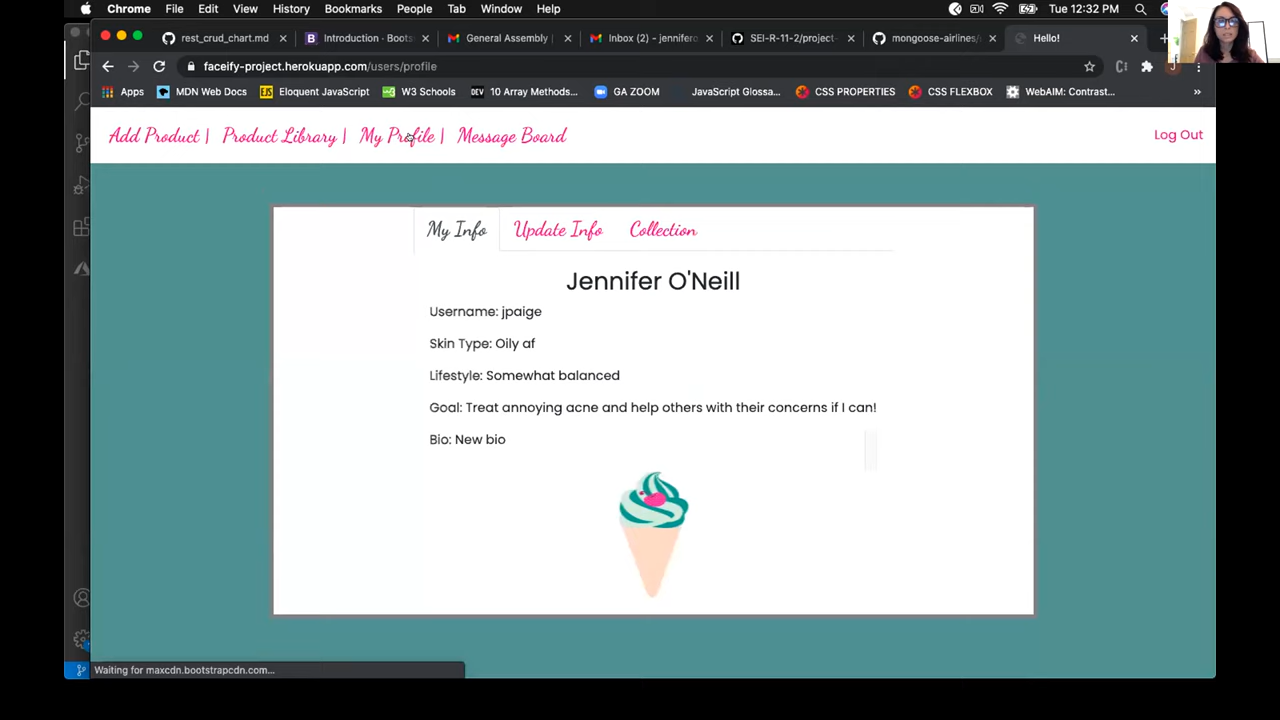 Chrome File Edit View History Bookmarks People Tab Window Help Tue 12:32 PM
rest_crud_chart.md Introduction · Boots General Assembly Inbox (2) - jennifero SEI-R-11-2/project- mongoose-airlines/ Hello!
faceify-project.herokuapp.com/users/profile
Apps MDN Web Docs EJS Eloquent JavaScript W3 Schools DEV 10 Array Methods... GA ZOOM JavaScript Glossa... CSS PROPERTIES CSS FLEXBOX WebAIM: Contrast... »
Add Product | Product Library | My Profile | Message Board Log Out
My Info Update Info Collection
Jennifer O'Neill
Username: jpaige
Skin Type: Oily af
Lifestyle: Somewhat balanced
Goal: Treat annoying acne and help others with their concerns if I can!
Bio: New bio
Waiting for maxcdn.bootstrapcdn.com...